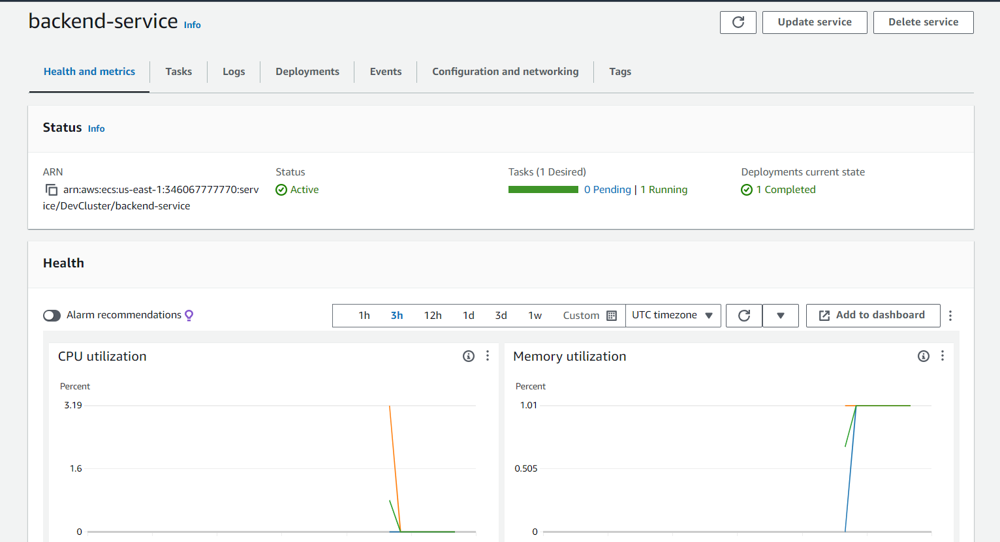 backend-service Info
Update service
Delete service
Health and metrics
Tasks
Logs
Deployments
Events
Configuration and networking
Tags
Status Info
ARN
arn:aws:ecs:us-east-1:346067777770:serv
ice/DevCluster/backend-service
Status
Active
Tasks (1 Desired)
0 Pending | 1 Running
Deployments current state
1 Completed
Health
Alarm recommendations
1h 3h 12h 1d 3d 1w Custom
UTC timezone
Add to dashboard
CPU utilization
Percent
3.19
1.6
0
Memory utilization
Percent
1.01
0.505
0